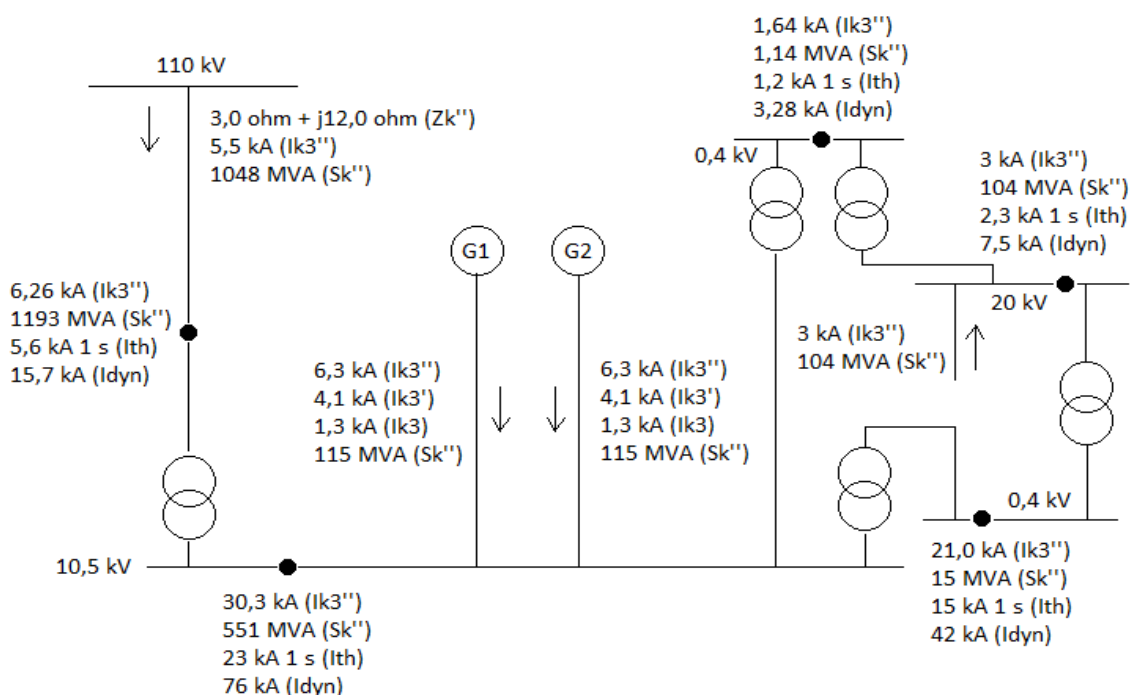 110 kV
3,0 ohm + j12,0 ohm (Zk'')
5,5 kA (Ik3'')
1048 MVA (Sk'')
6,26 kA (Ik3'')
1193 MVA (Sk'')
5,6 kA 1 s (Ith)
15,7 kA (Idyn)
10,5 kV
30,3 kA (Ik3'')
551 MVA (Sk'')
23 kA 1 s (Ith)
76 kA (Idyn)
G1
6,3 kA (Ik3'')
4,1 kA (Ik3')
1,3 kA (Ik3)
115 MVA (Sk'')
G2
6,3 kA (Ik3'')
4,1 kA (Ik3')
1,3 kA (Ik3)
115 MVA (Sk'')
1,64 kA (Ik3'')
1,14 MVA (Sk'')
1,2 kA 1 s (Ith)
3,28 kA (Idyn)
0,4 kV
3 kA (Ik3'')
104 MVA (Sk'')
2,3 kA 1 s (Ith)
7,5 kA (Idyn)
20 kV
3 kA (Ik3'')
104 MVA (Sk'')
0,4 kV
21,0 kA (Ik3'')
15 MVA (Sk'')
15 kA 1 s (Ith)
42 kA (Idyn)